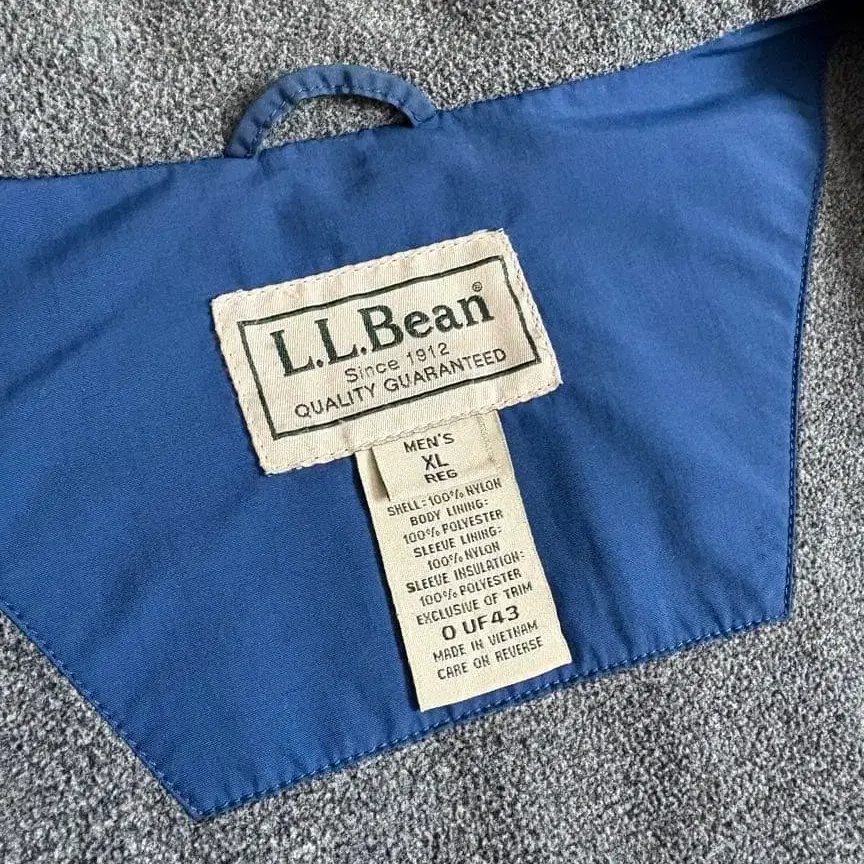 L.L.Bean®
Since 1912
QUALITY GUARANTEED
MEN'S
XL
REG
SHELL: 100% NYLON
BODY LINING:
100% POLYESTER
SLEEVE LINING:
100% NYLON
SLEEVE INSULATION:
100% POLYESTER
EXCLUSIVE OF TRIM
0 UF43
MADE IN VIETNAM
CARE ON REVERSE